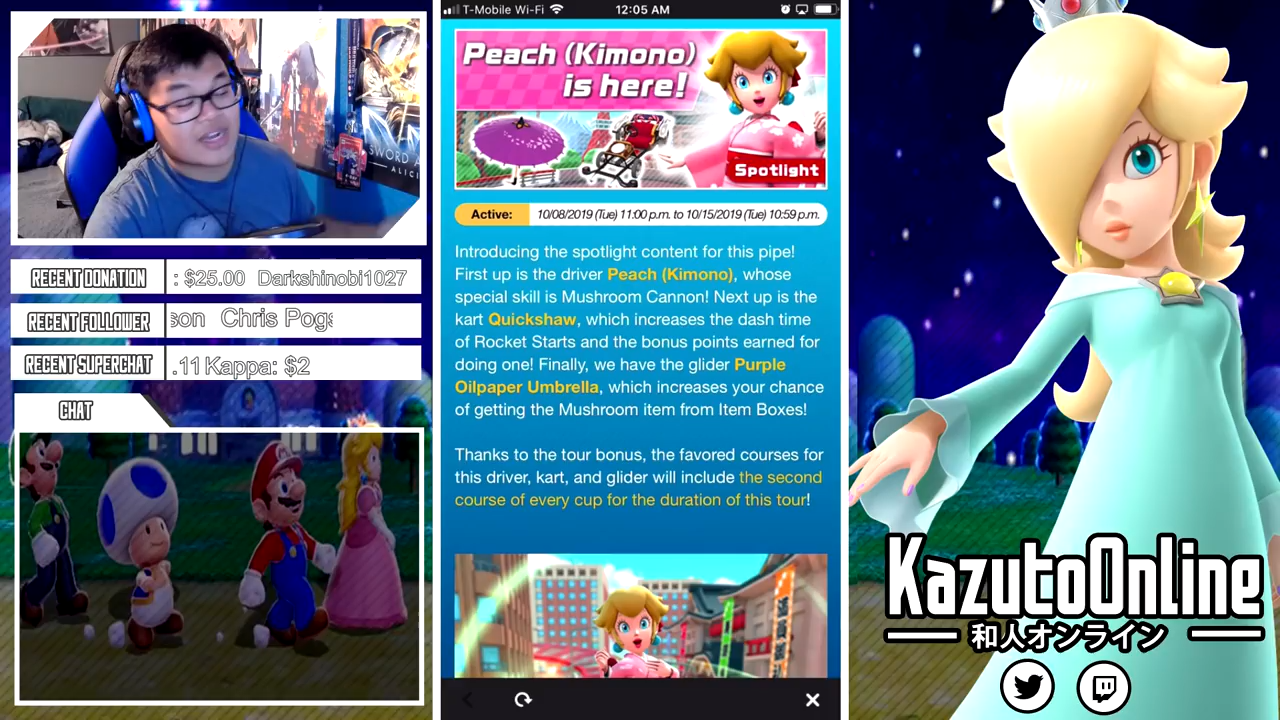 T-Mobile Wi-Fi 12:05 AM
Peach (Kimono)
is here!
Spotlight
Active: 10/08/2019 (Tue) 11:00 p.m. to 10/15/2019 (Tue) 10:59 p.m.
Introducing the spotlight content for this pipe!
First up is the driver Peach (Kimono), whose
special skill is Mushroom Cannon! Next up is the
kart Quickshaw, which increases the dash time
of Rocket Starts and the bonus points earned for
doing one! Finally, we have the glider Purple
Oilpaper Umbrella, which increases your chance
of getting the Mushroom item from Item Boxes!
Thanks to the tour bonus, the favored courses for
this driver, kart, and glider will include the second
course of every cup for the duration of this tour!
SWORD A
ALIC
RECENT DONATION : $25.00 Darkshinobi1027
RECENT FOLLOWER son Chris Pogs
RECENT SUPERCHAT .11 Kappa: $2
CHAT
KazutoOnline
和人オンライン